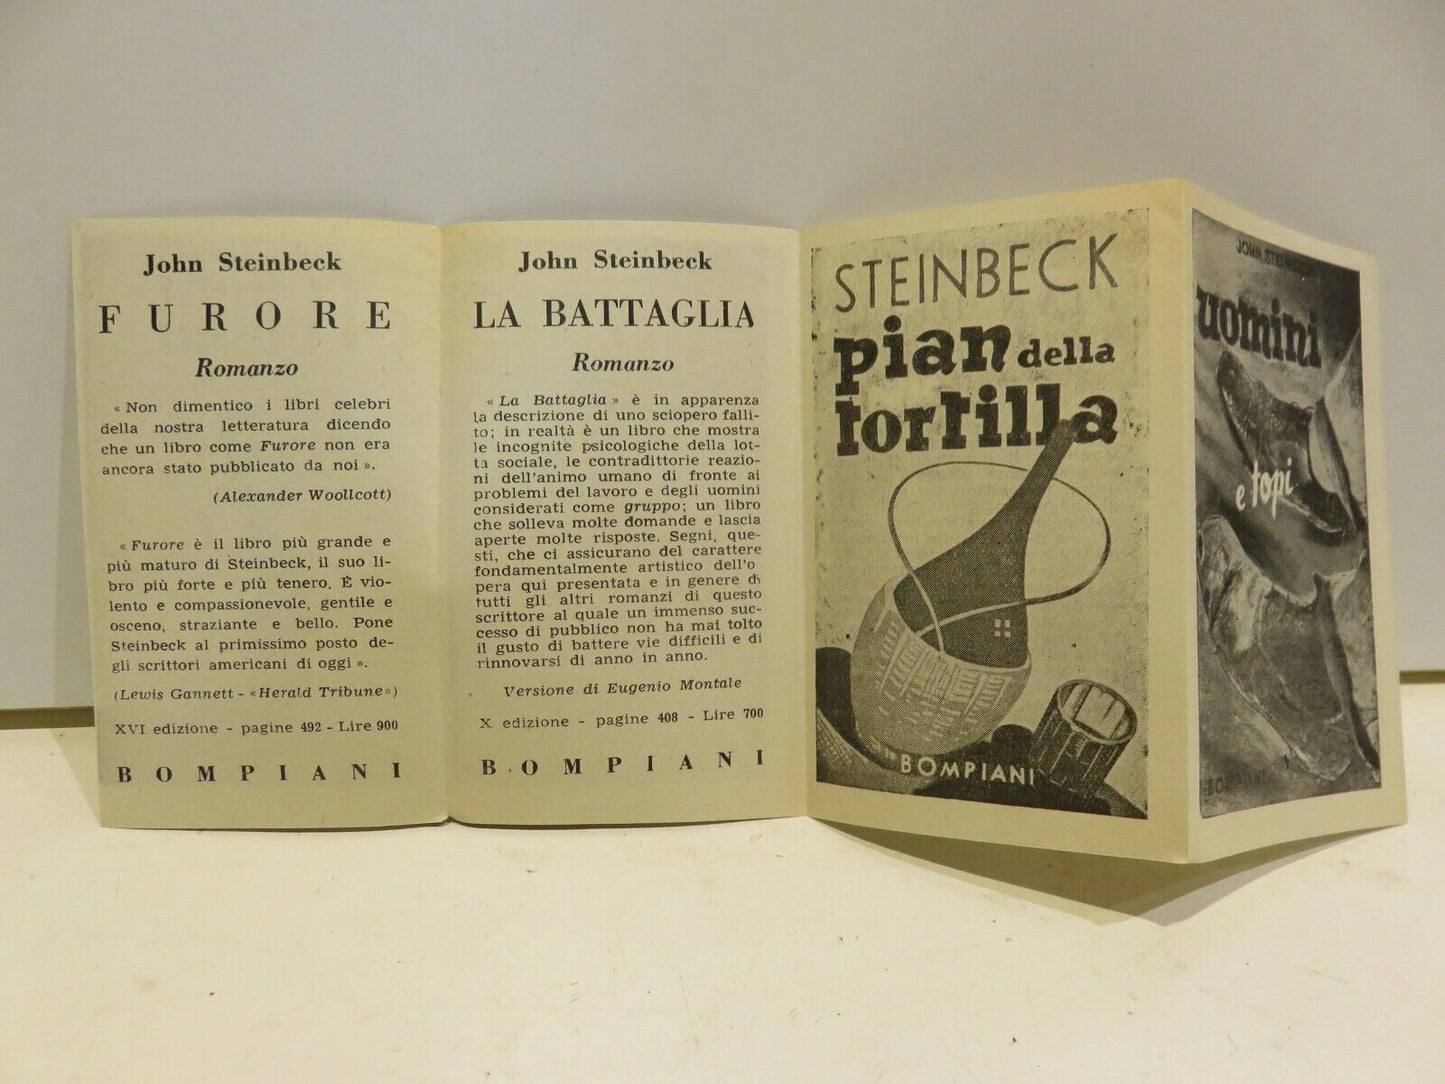 John Steinbeck
FURORE
Romanzo
« Non dimentico i libri celebri
della nostra letteratura dicendo
che un libro come Furore non era
ancora stato pubblicato da noi ».
(Alexander Woollcott)
« Furore è il libro più grande e
più maturo di Steinbeck, il suo li-
bro più forte e più tenero. È vio-
lento e compassionevole, gentile e
osceno, straziante e bello. Pone
Steinbeck al primissimo posto de-
gli scrittori americani di oggi ».
(Lewis Gannett - «Herald Tribune»)
XVI edizione - pagine 492 - Lire 900
BOMPIANI
John Steinbeck
LA BATTAGLIA
Romanzo
« La Battaglia » è in apparenza
la descrizione di uno sciopero falli-
to; in realtà è un libro che mostra
le incognite psicologiche della lot-
ta sociale, le contradittorie reazio-
ni dell'animo umano di fronte ai
problemi del lavoro e degli uomini
considerati come gruppo; un libro
che solleva molte domande e lascia
aperte molte risposte. Segni, que-
sti, che ci assicurano del carattere
fondamentalmente artistico dell'o
pera qui presentata e in genere di
tutti gli altri romanzi di questo
scrittore al quale un immenso suc-
cesso di pubblico non ha mai tolto
il gusto di battere vie difficili e di
rinnovarsi di anno in anno.
Versione di Eugenio Montale
X edizione - pagine 408 - Lire 700
BOMPIANI
STEINBECK
pian della
tortilla
BOMPIANI
JOHN STEINBECK
uomini
e topi
BOMPIANI